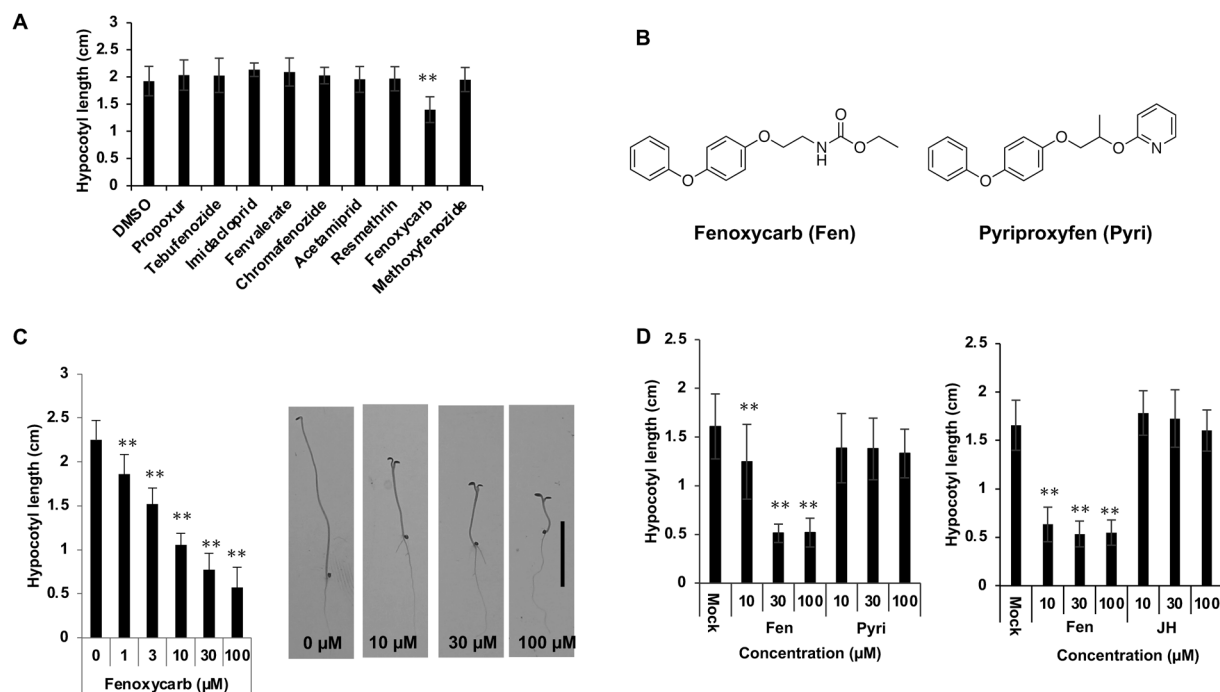 A
Hypocotyl length (cm)
3
2.5
2
1.5
1
0.5
0
**
DMSO
Propoxur
Tebufenozide
Imidacloprid
Fenvalerate
Chromafenozide
Acetamiprid
Resmethrin
Fenoxycarb
Methoxyfenozide
B
O
O
O
N
H
O
O
Fenoxycarb (Fen)
O
O
O
N
Pyriproxyfen (Pyri)
C
Hypocotyl length (cm)
3
2.5
2
1.5
1
0.5
0
** ** ** ** **
0 1 3 10 30 100
Fenoxycarb (µM)
0 µM 10 µM 30 µM 100 µM
D
Hypocotyl length (cm)
2.5
2
1.5
1
0.5
0
** ** **
Mock 10 30 100 10 30 100
Fen Pyri
Concentration (µM)
Hypocotyl length (cm)
2.5
2
1.5
1
0.5
0
** ** **
Mock 10 30 100 10 30 100
Fen JH
Concentration (µM)